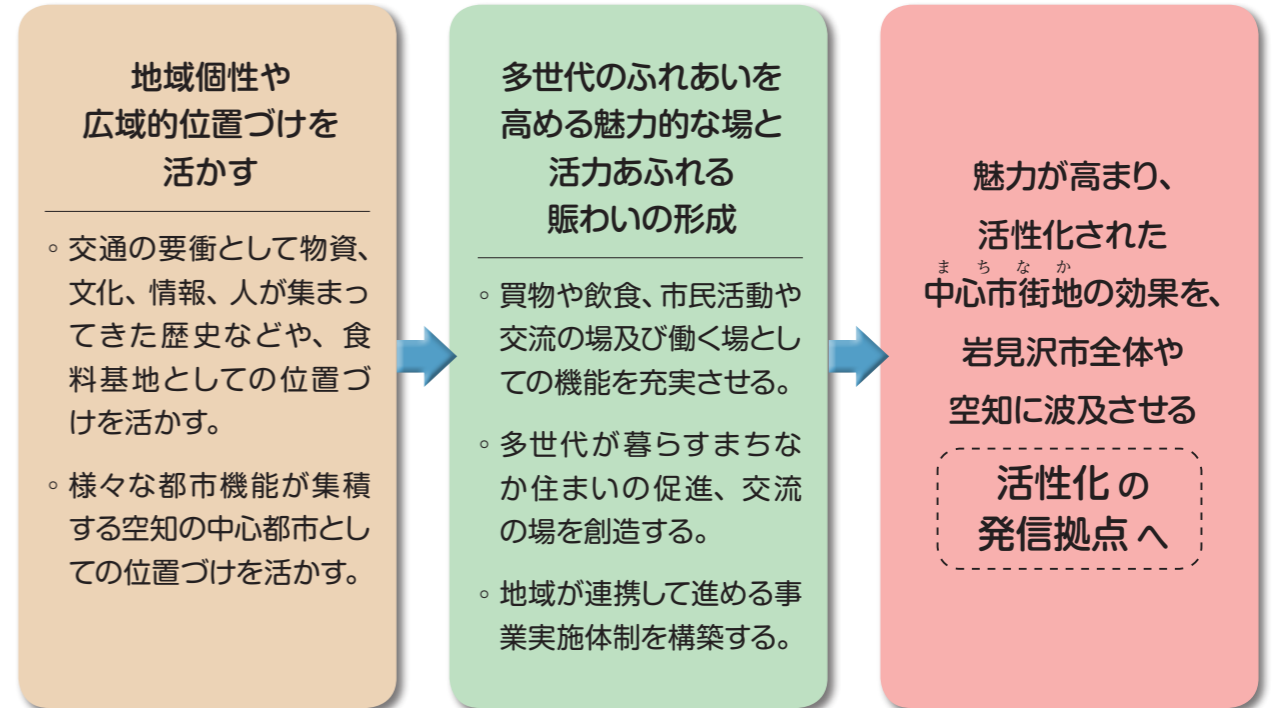 地域個性や
広域的位置づけを
活かす
◦ 交通の要衝として物資、
文化、情報、人が集まっ
てきた歴史などや、食
料基地としての位置づ
けを活かす。
◦ 様々な都市機能が集積
する空知の中心都市とし
ての位置づけを活かす。
多世代のふれあいを
高める魅力的な場と
活力あふれる
賑わいの形成
◦ 買物や飲食、市民活動や
交流の場及び働く場とし
ての機能を充実させる。
◦ 多世代が暮らすまちな
か住まいの促進、交流
の場を創造する。
◦ 地域が連携して進める事
業実施体制を構築する。
魅力が高まり、
活性化された
まちなか
中心市街地の効果を、
岩見沢市全体や
空知に波及させる
活性化 の
発信拠点 へ